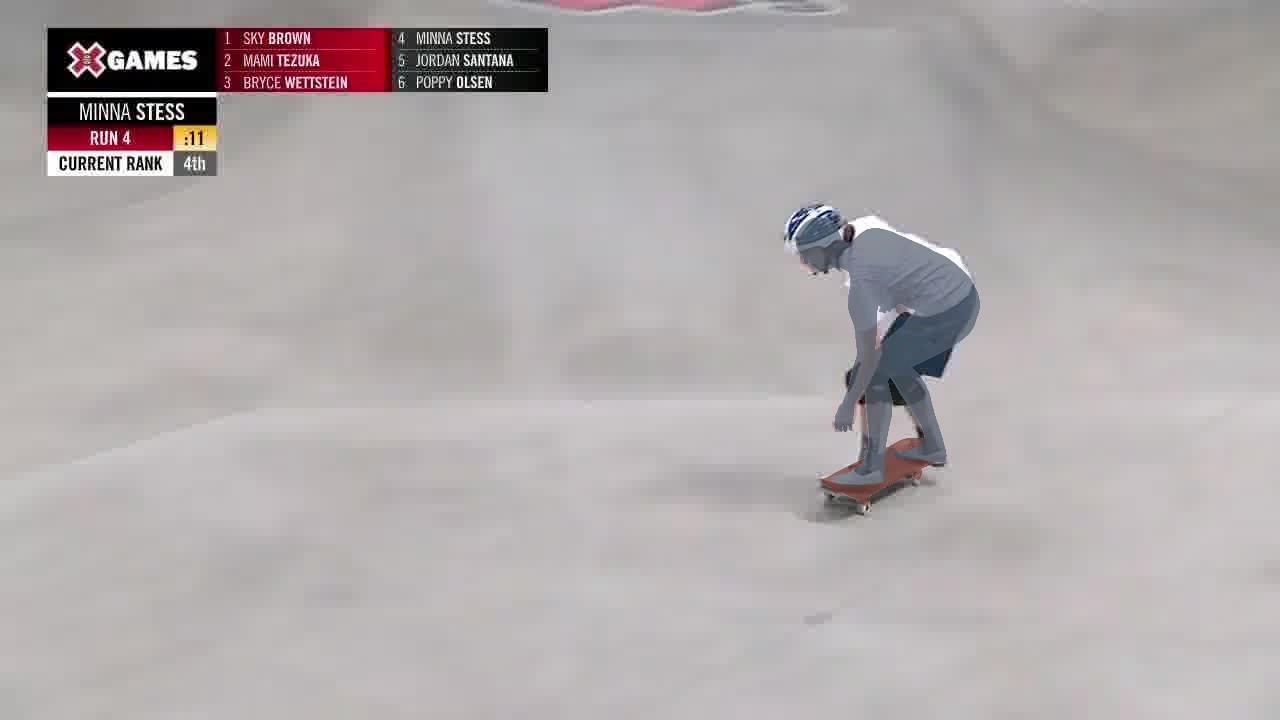 X GAMES
1 SKY BROWN
2 MAMI TEZUKA
3 BRYCE WETTSTEIN
4 MINNA STESS
5 JORDAN SANTANA
6 POPPY OLSEN
MINNA STESS
RUN 4 :11
CURRENT RANK 4th